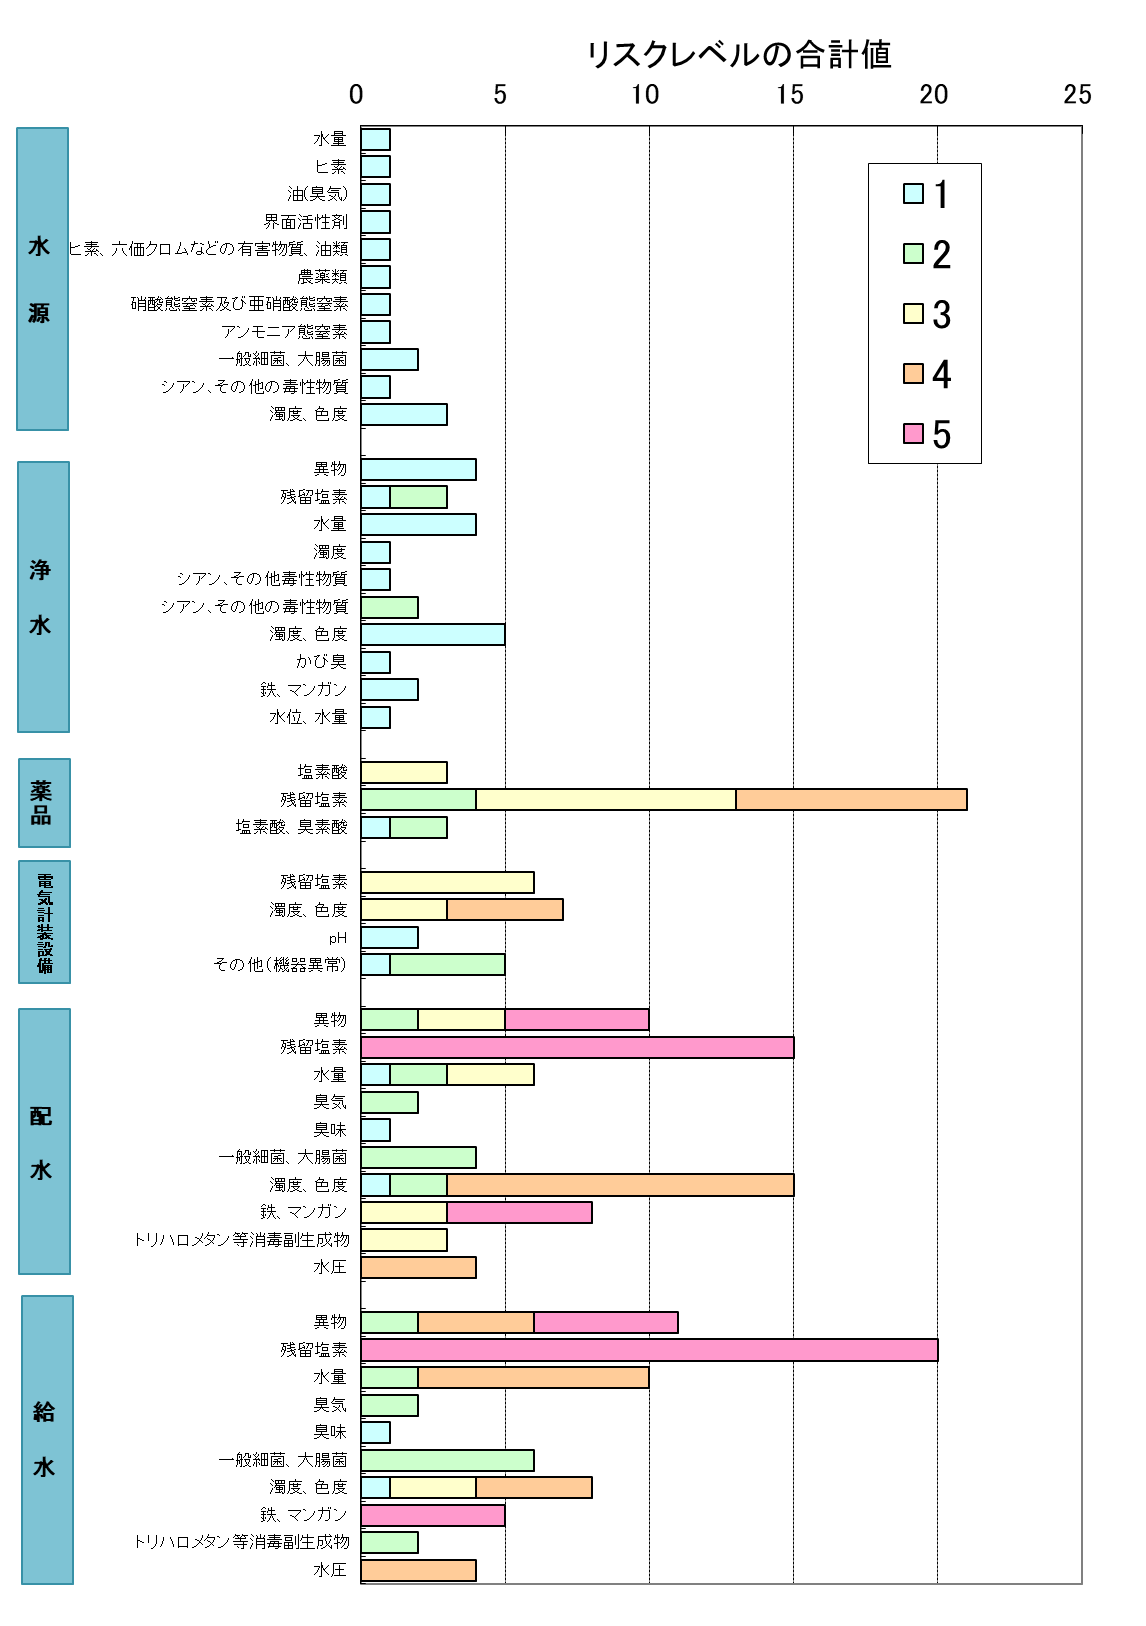 リスクレベルの合計値
0 5 10 15 20 25
1
2
3
4
5
水源
水量
ヒ素
油(臭気)
界面活性剤
ヒ素、六価クロムなどの有害物質、油類
農薬類
硝酸態窒素及び亜硝酸態窒素
アンモニア態窒素
一般細菌、大腸菌
シアン、その他の毒性物質
濁度、色度
浄水
異物
残留塩素
水量
濁度
シアン、その他毒性物質
シアン、その他の毒性物質
濁度、色度
かび臭
鉄、マンガン
水位、水量
薬品
塩素酸
残留塩素
塩素酸、臭素酸
電気計装設備
残留塩素
濁度、色度
pH
その他(機器異常)
配水
異物
残留塩素
水量
臭気
臭味
一般細菌、大腸菌
濁度、色度
鉄、マンガン
トリハロメタン等消毒副生成物
水圧
給水
異物
残留塩素
水量
臭気
臭味
一般細菌、大腸菌
濁度、色度
鉄、マンガン
トリハロメタン等消毒副生成物
水圧